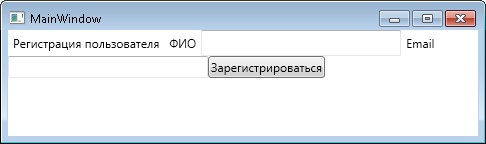 MainWindow
Регистрация пользователя ФИО Email
Зарегистрироваться